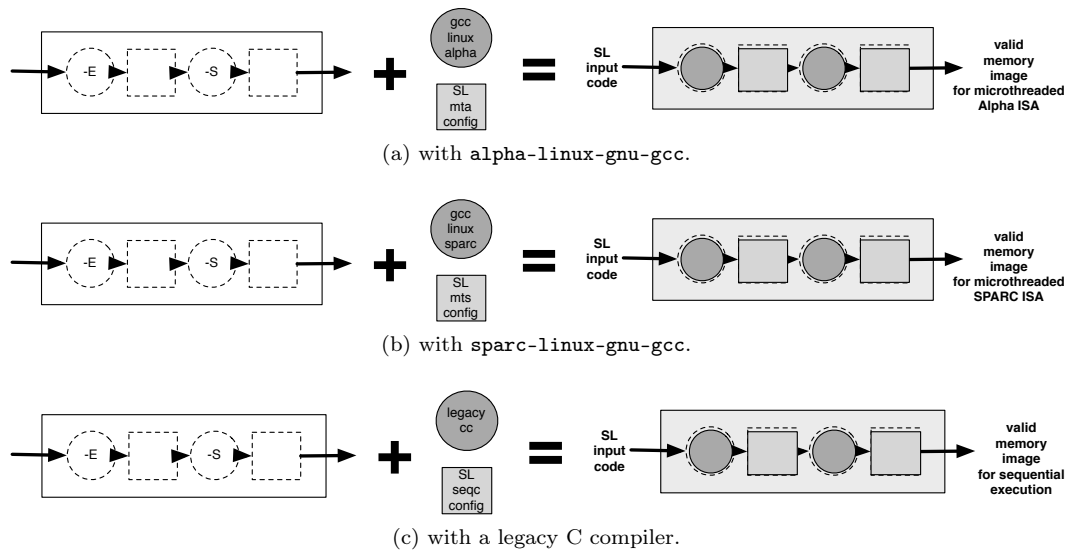 -E
-S
gcc
linux
alpha
SL
mta
config
SL
input
code
valid
memory
image
for microthreaded
Alpha ISA
(a) with alpha-linux-gnu-gcc.
-E
-S
gcc
linux
sparc
SL
mts
config
SL
input
code
valid
memory
image
for microthreaded
SPARC ISA
(b) with sparc-linux-gnu-gcc.
-E
-S
legacy
cc
SL
seqc
config
SL
input
code
valid
memory
image
for sequential
execution
(c) with a legacy C compiler.